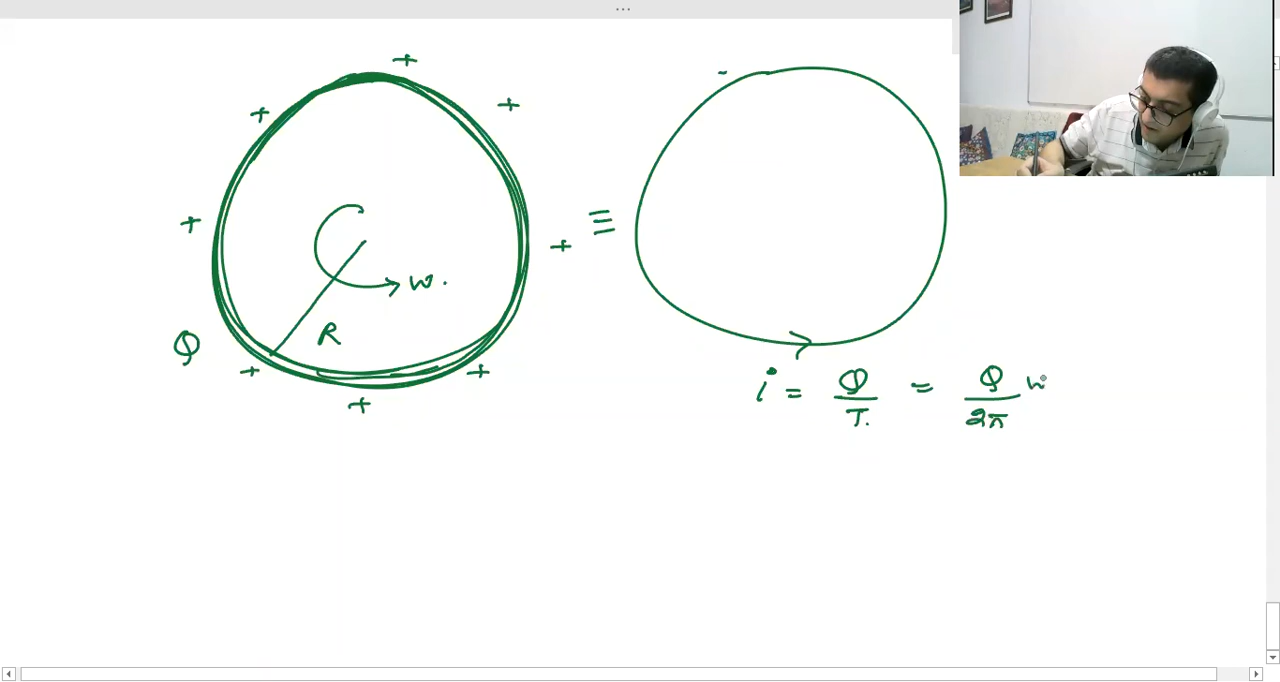 +
+
+
+
+
w.
R
Q
+
+
+
≡
-
i = Q/T. = Q/2π w